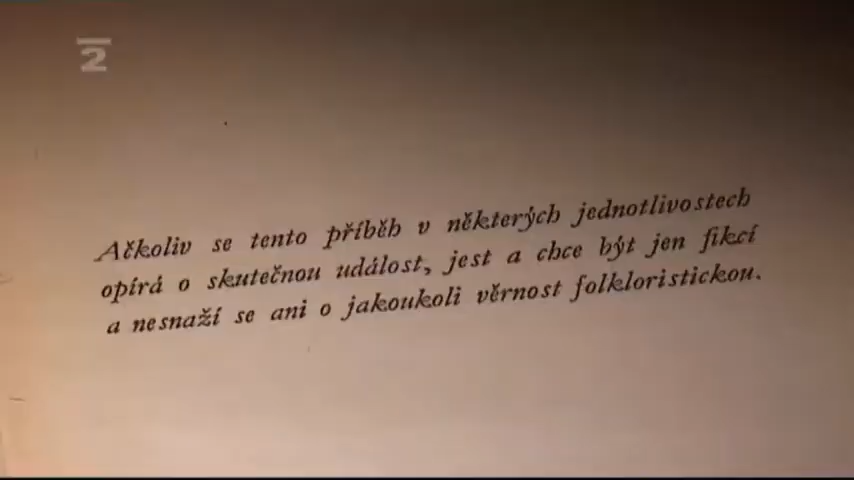 2
Ačkoliv se tento příběh v některých jednotlivostech
opírá o skutečnou událost, jest a chce být jen fikcí
a nesnaží se ani o jakoukoli věrnost folkloristickou.